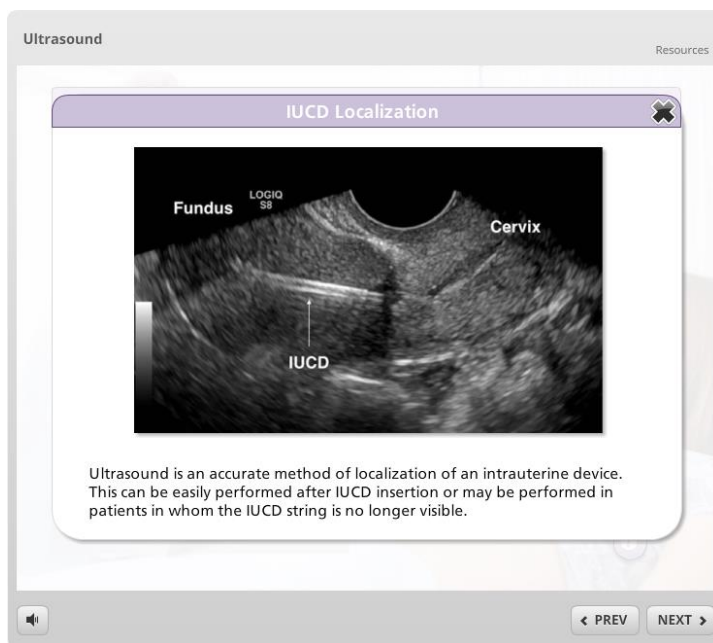 Ultrasound
Resources
IUCD Localization
LOGIQ
S8
Fundus
Cervix
IUCD
Ultrasound is an accurate method of localization of an intrauterine device.
This can be easily performed after IUCD insertion or may be performed in
patients in whom the IUCD string is no longer visible.
PREV
NEXT